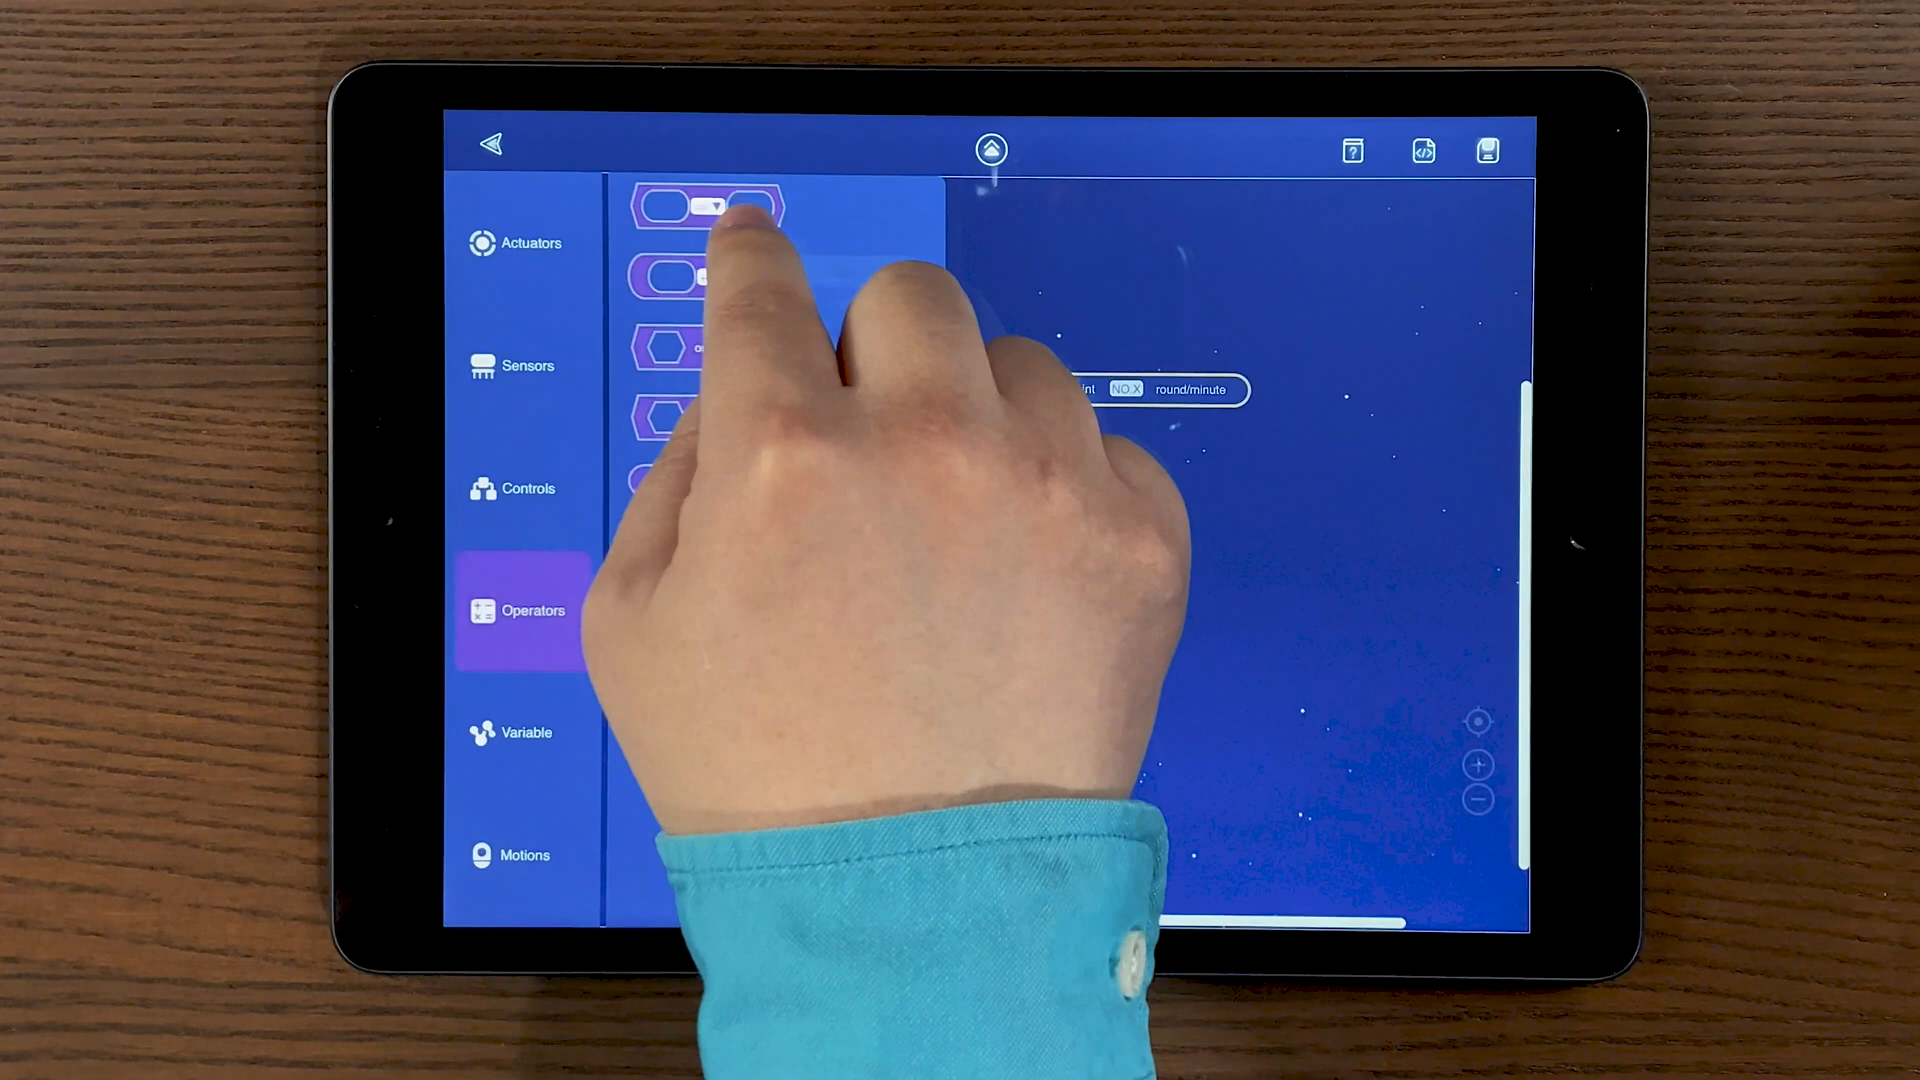 Actuators
Sensors
NO.X round/minute
Controls
Operators
Variable
Motions